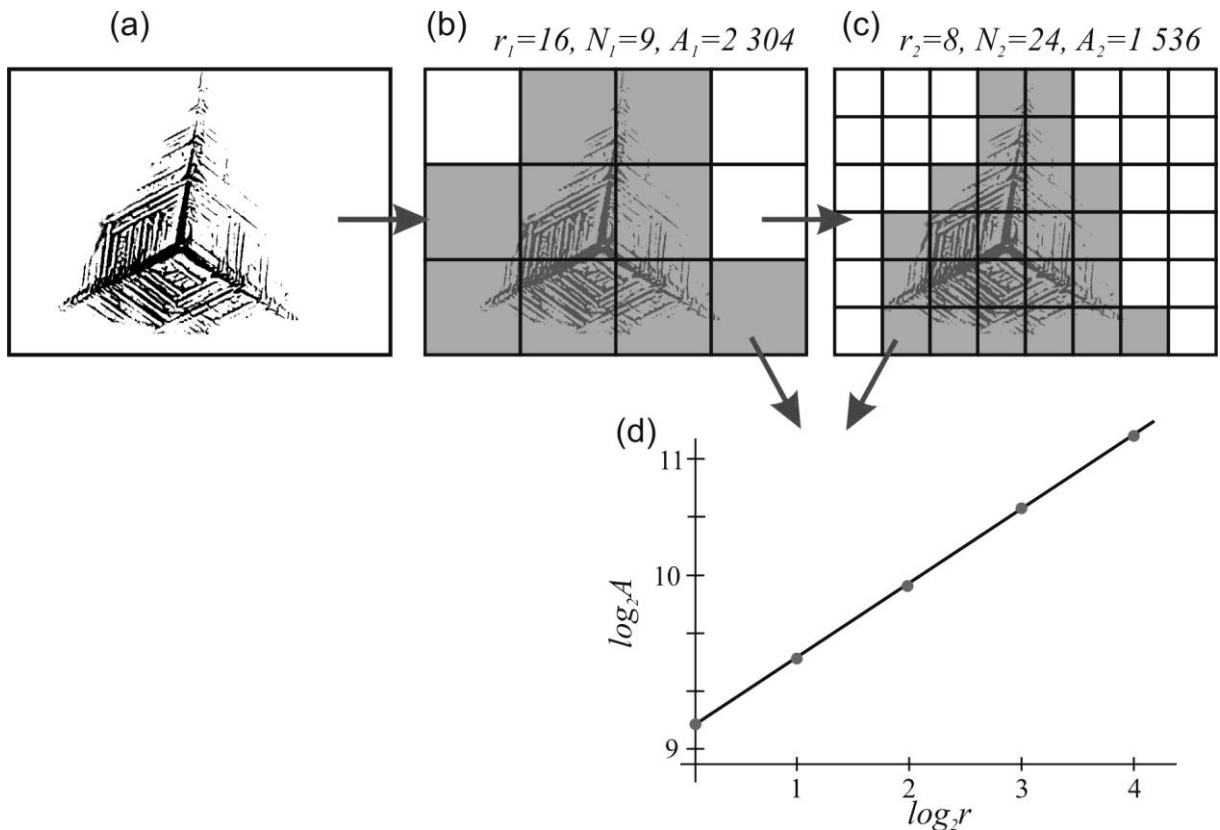 (a)
(b)
r₁=16, N₁=9, A₁=2 304
(c)
r₂=8, N₂=24, A₂=1 536
(d)
11
10
9
log₂A
1
2
3
4
log₂r